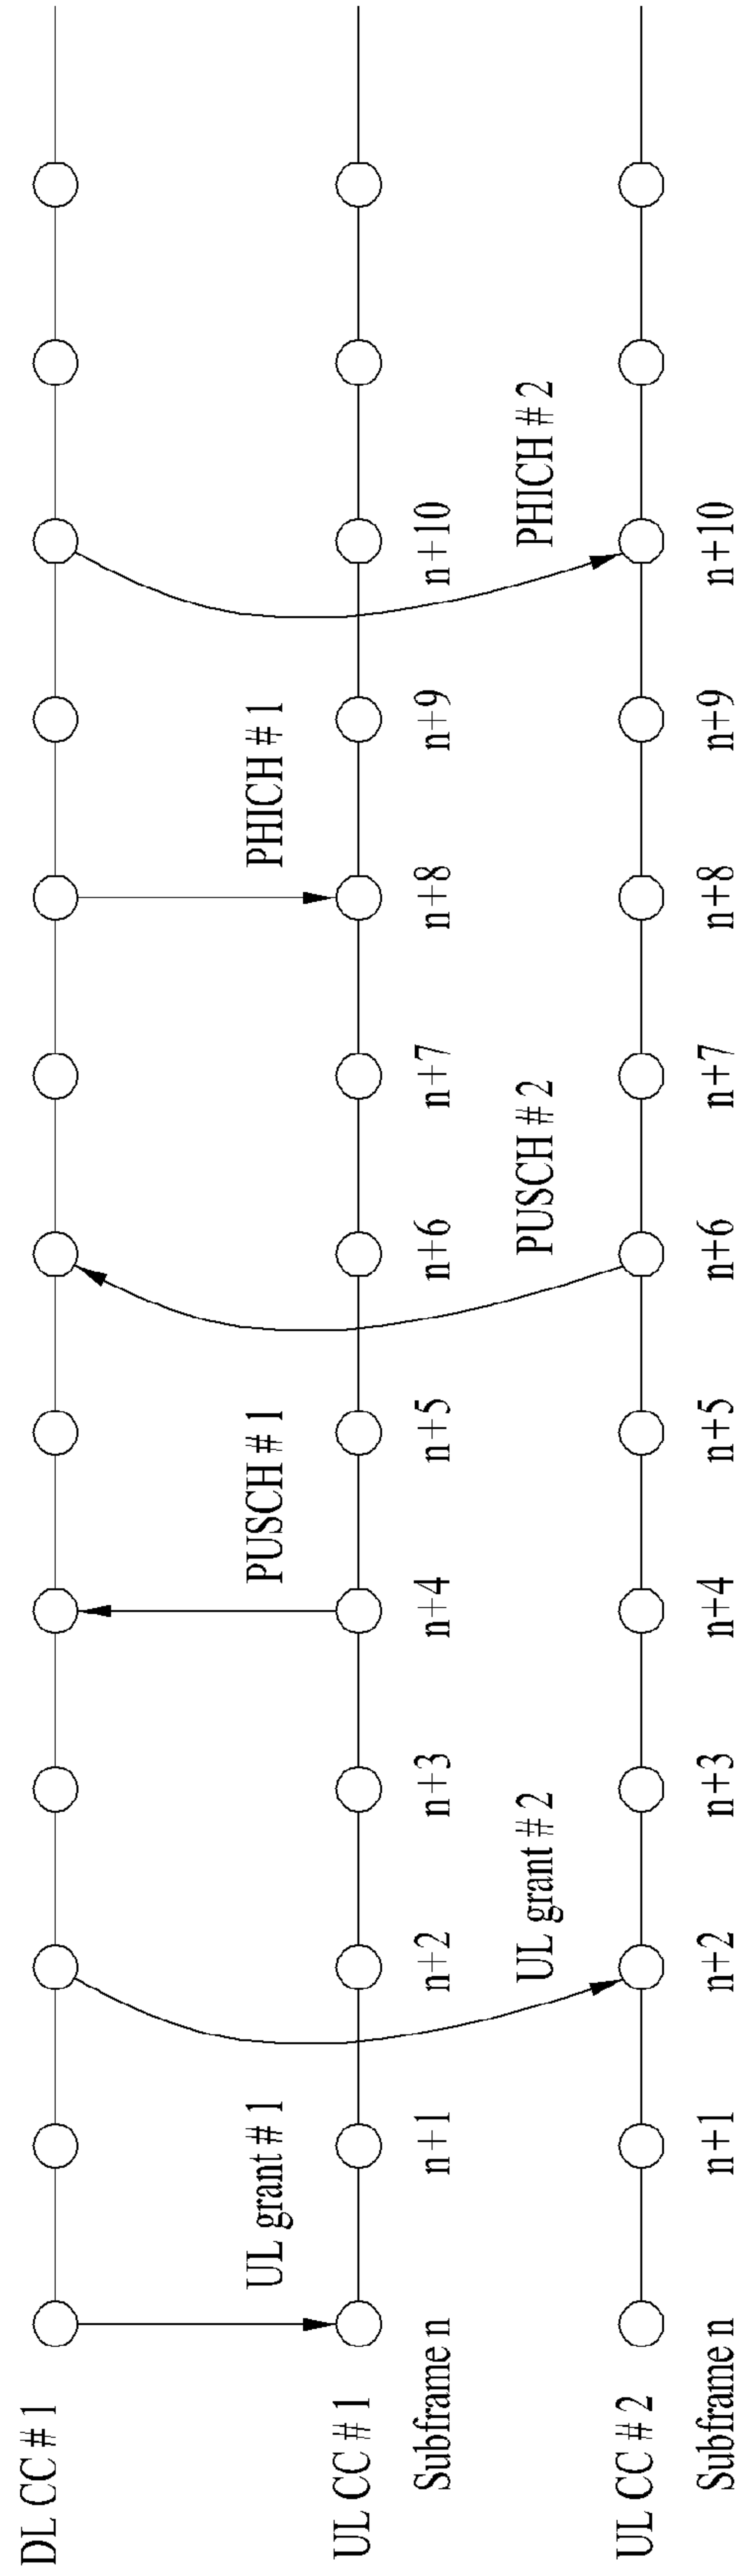 DL CC # 1
UL grant # 1
PUSCH # 1
PHICH # 1
UL CC # 1
Subframe n
n+1
n+2
n+3
n+4
n+5
n+6
n+7
n+8
n+9
n+10
UL grant # 2
PUSCH # 2
PHICH # 2
UL CC # 2
Subframe n
n+1
n+2
n+3
n+4
n+5
n+6
n+7
n+8
n+9
n+10